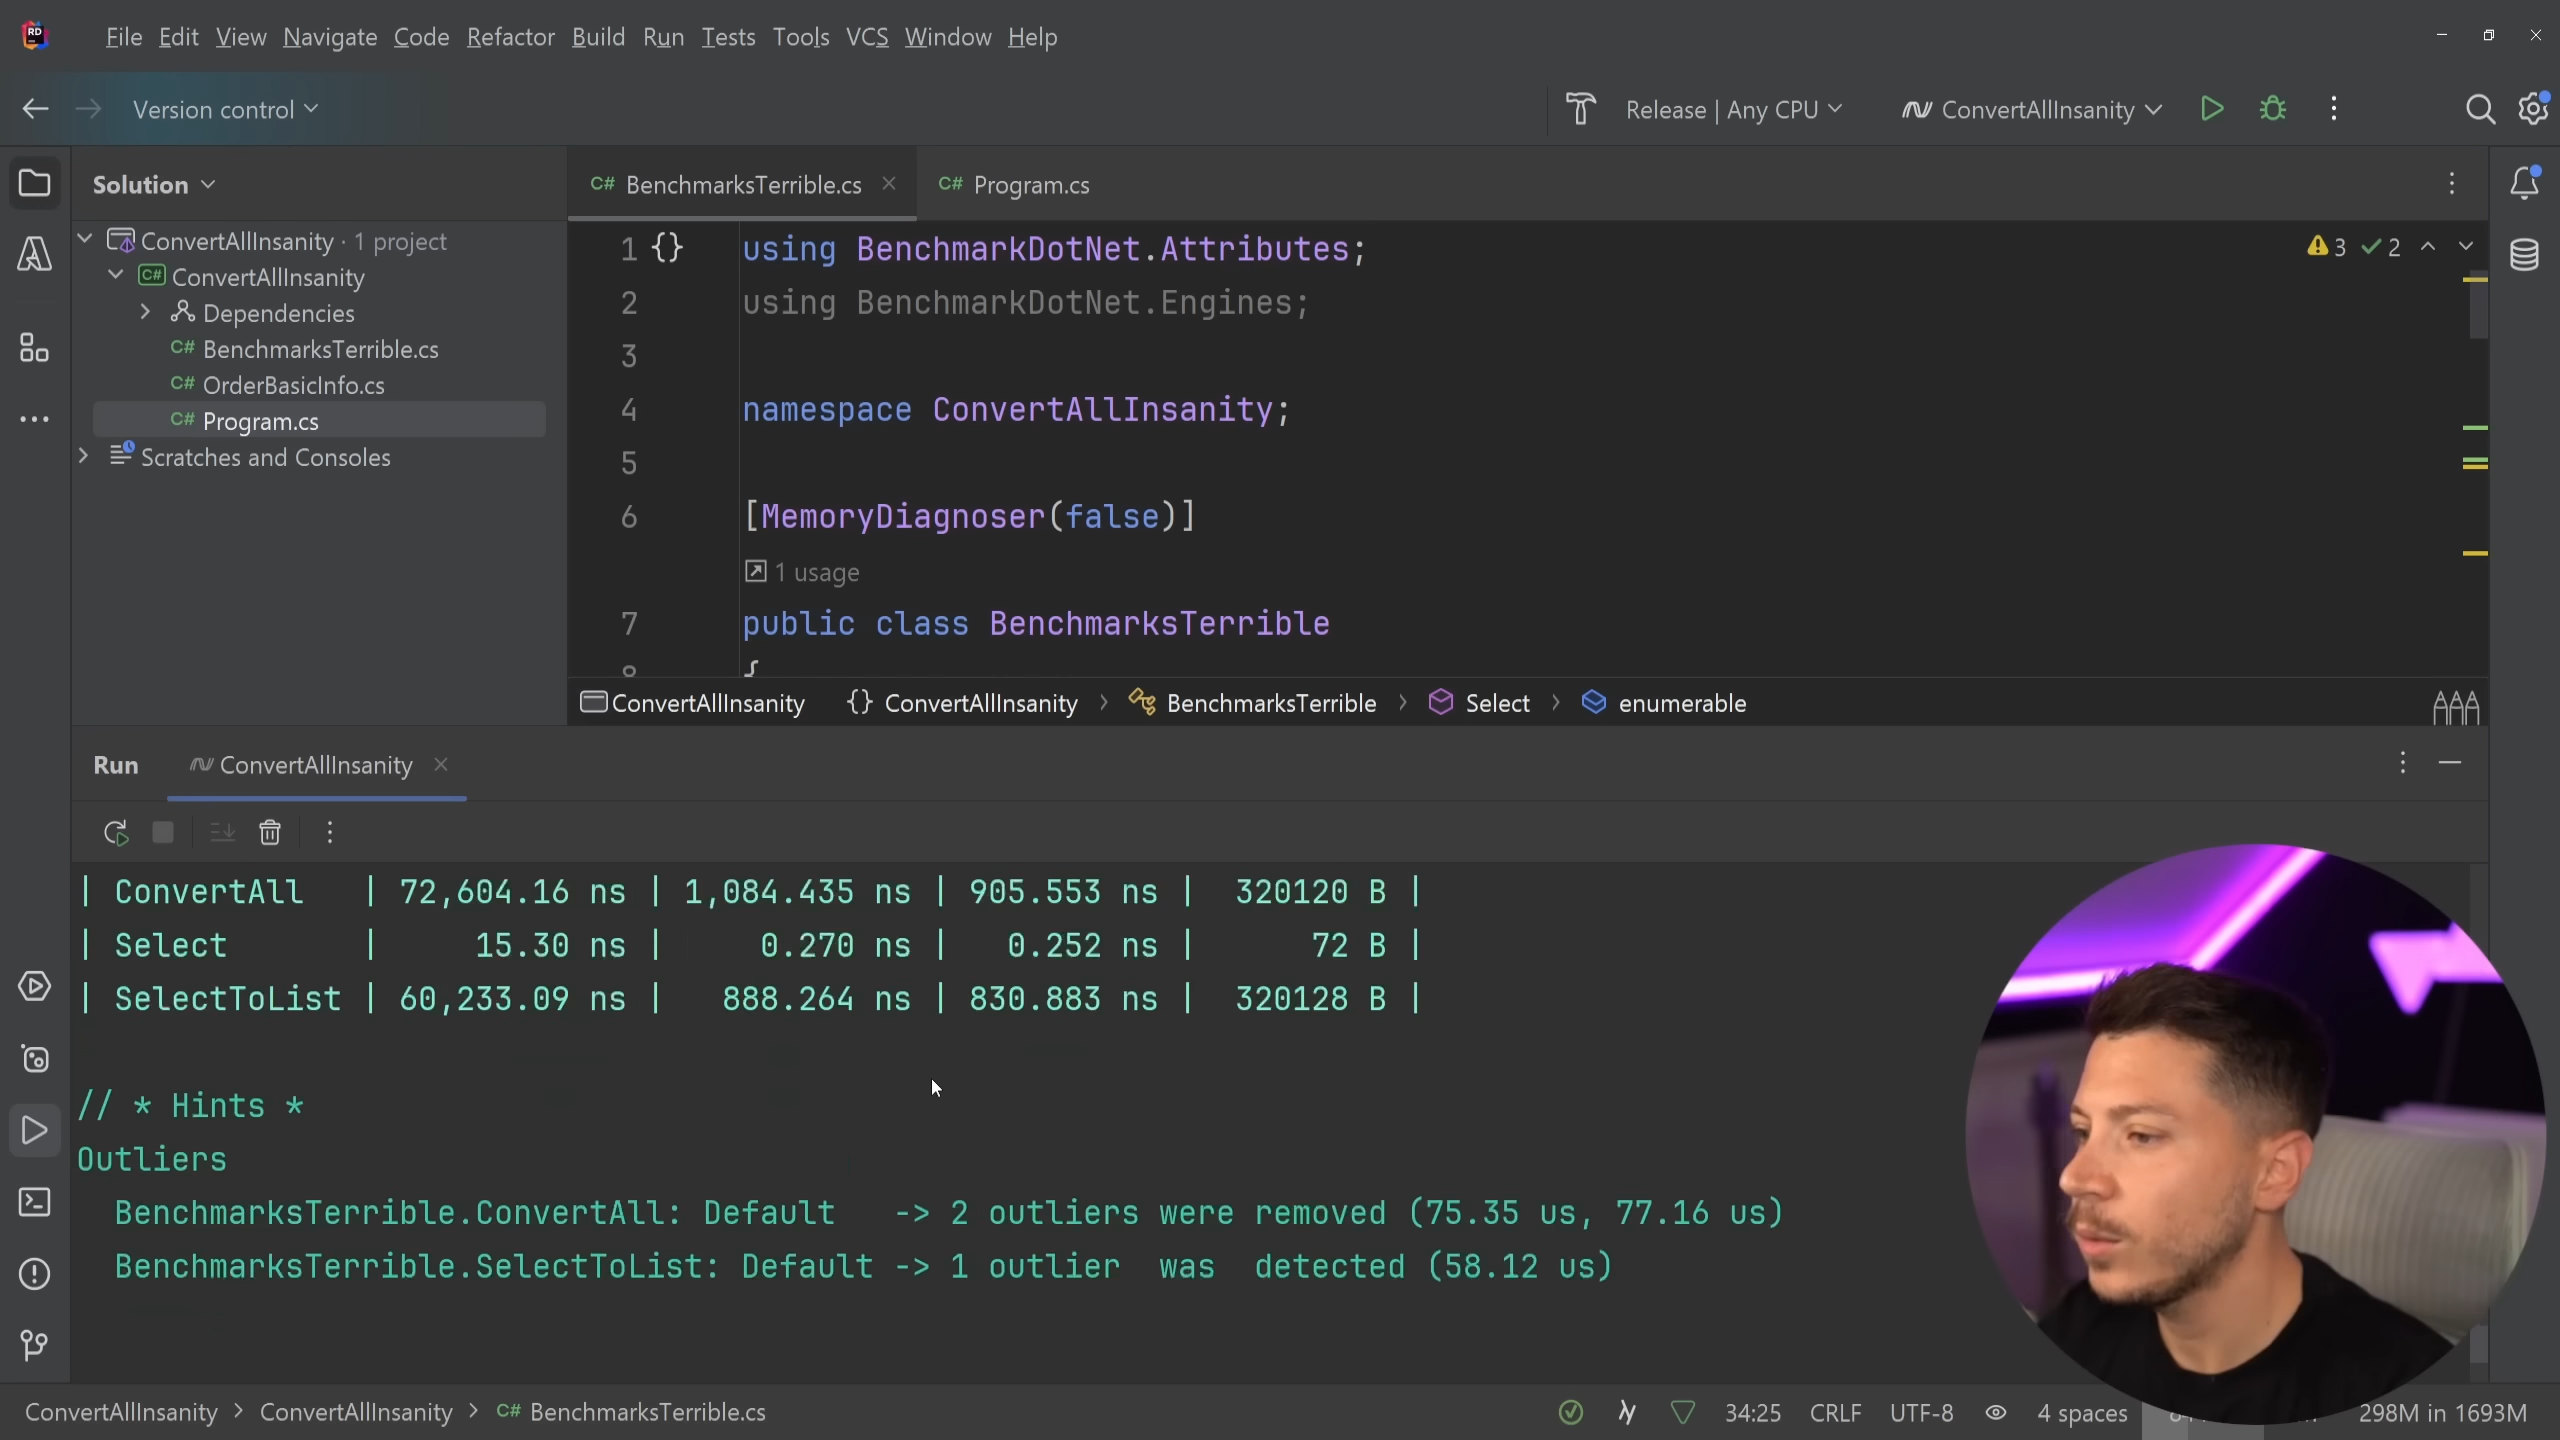 RD File Edit View Navigate Code Refactor Build Run Tests Tools VCS Window Help
Version control
Release | Any CPU
ConvertAllInsanity
Solution
C# BenchmarksTerrible.cs
C# Program.cs
ConvertAllInsanity · 1 project
C# ConvertAllInsanity
Dependencies
C# BenchmarksTerrible.cs
C# OrderBasicInfo.cs
C# Program.cs
Scratches and Consoles
1 {} using BenchmarkDotNet.Attributes;
3 2
2 using BenchmarkDotNet.Engines;
3
4 namespace ConvertAllInsanity;
5
6 [MemoryDiagnoser(false)]
1 usage
7 public class BenchmarksTerrible
8 {
ConvertAllInsanity {} ConvertAllInsanity > BenchmarksTerrible > Select > enumerable
Run ConvertAllInsanity
| ConvertAll | 72,604.16 ns | 1,084.435 ns | 905.553 ns | 320120 B |
| Select | 15.30 ns | 0.270 ns | 0.252 ns | 72 B |
| SelectToList | 60,233.09 ns | 888.264 ns | 830.883 ns | 320128 B |
// * Hints *
Outliers
BenchmarksTerrible.ConvertAll: Default -> 2 outliers were removed (75.35 us, 77.16 us)
BenchmarksTerrible.SelectToList: Default -> 1 outlier was detected (58.12 us)
ConvertAllInsanity > ConvertAllInsanity > C# BenchmarksTerrible.cs
34:25 CRLF UTF-8 4 spaces
298M in 1693M